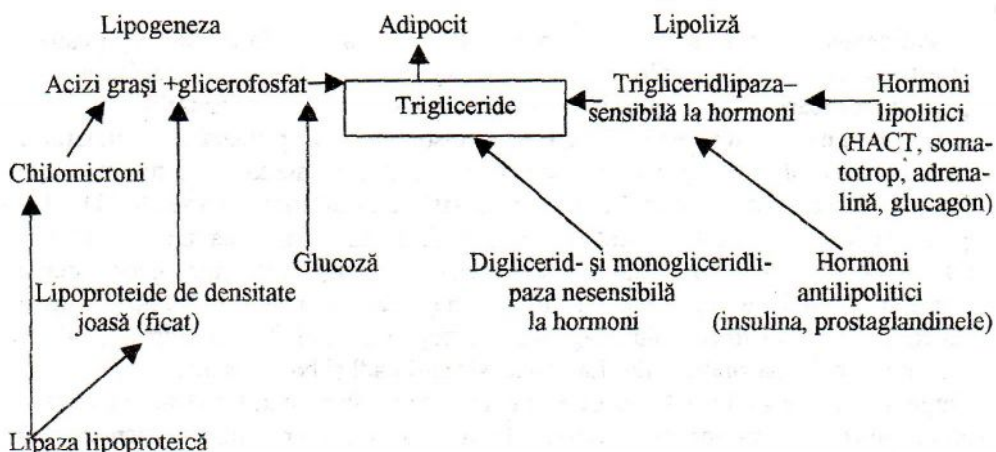 Lipogeneza
Adipocit
Lipoliză
Acizi grași +glicerofosfat
Trigliceride
Trigliceridlipaza–
sensibilă la hormoni
Hormoni
lipolitici
(HACT, soma-
totrop, adrena-
lină, glucagon)
Chilomicroni
Glucoză
Lipoproteide de densitate
joasă (ficat)
Diglicerid- și monogliceridli-
paza nesensibilă
la hormoni
Hormoni
antilipolitici
(insulina, prostaglandinele)
Lipaza lipoproteică